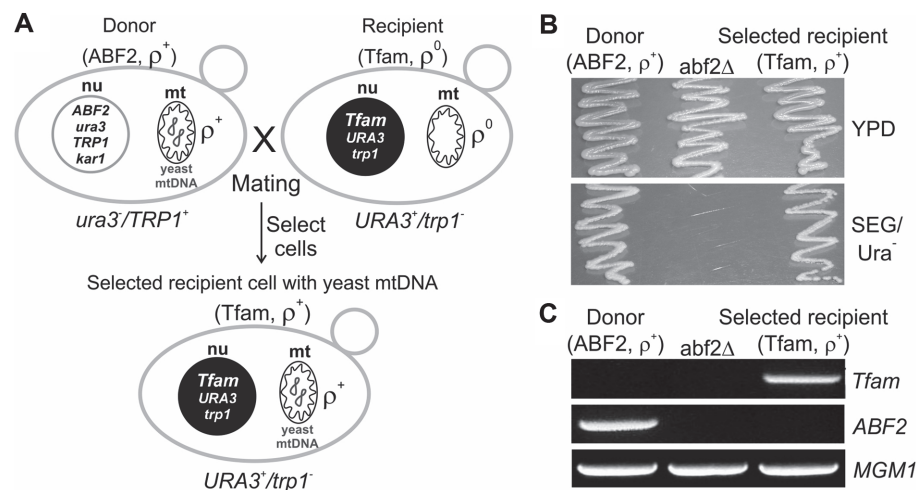 A
Donor
(ABF2, ρ+)
nu
ABF2
ura3
TRP1
kar1
mt
ρ+
yeast
mtDNA
ura3-/TRP1+
X
Mating
Recipient
(Tfam, ρ0)
nu
Tfam
URA3
trp1
mt
ρ0
URA3+/trp1-
Select
cells
Selected recipient cell with yeast mtDNA
(Tfam, ρ+)
nu
Tfam
URA3
trp1
mt
ρ+
yeast
mtDNA
URA3+/trp1-
B
Donor
(ABF2, ρ+)
abf2Δ
Selected recipient
(Tfam, ρ+)
YPD
SEG/
Ura-
C
Donor
(ABF2, ρ+)
abf2Δ
Selected recipient
(Tfam, ρ+)
Tfam
ABF2
MGM1